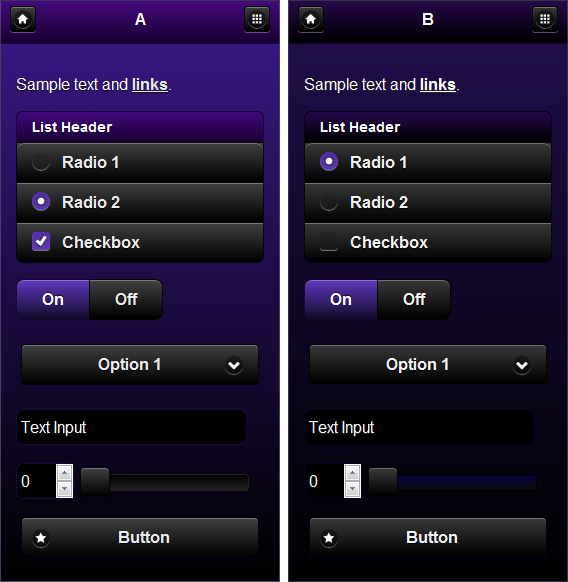 A
Sample text and links.
List Header
Radio 1
Radio 2
Checkbox
On Off
Option 1
Text Input
0
Button
B
Sample text and links.
List Header
Radio 1
Radio 2
Checkbox
On Off
Option 1
Text Input
0
Button